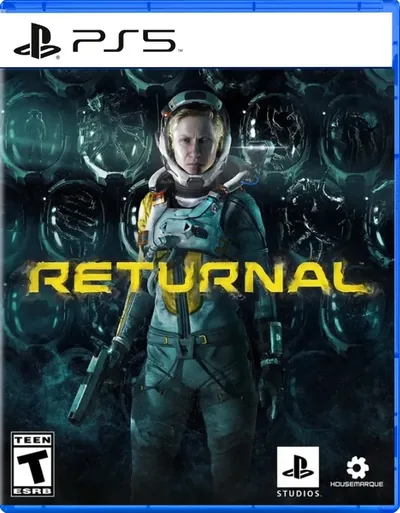 PS5
RETURNAL
TEEN
T
ESRB
STUDIOS
HOUSEMARQUE